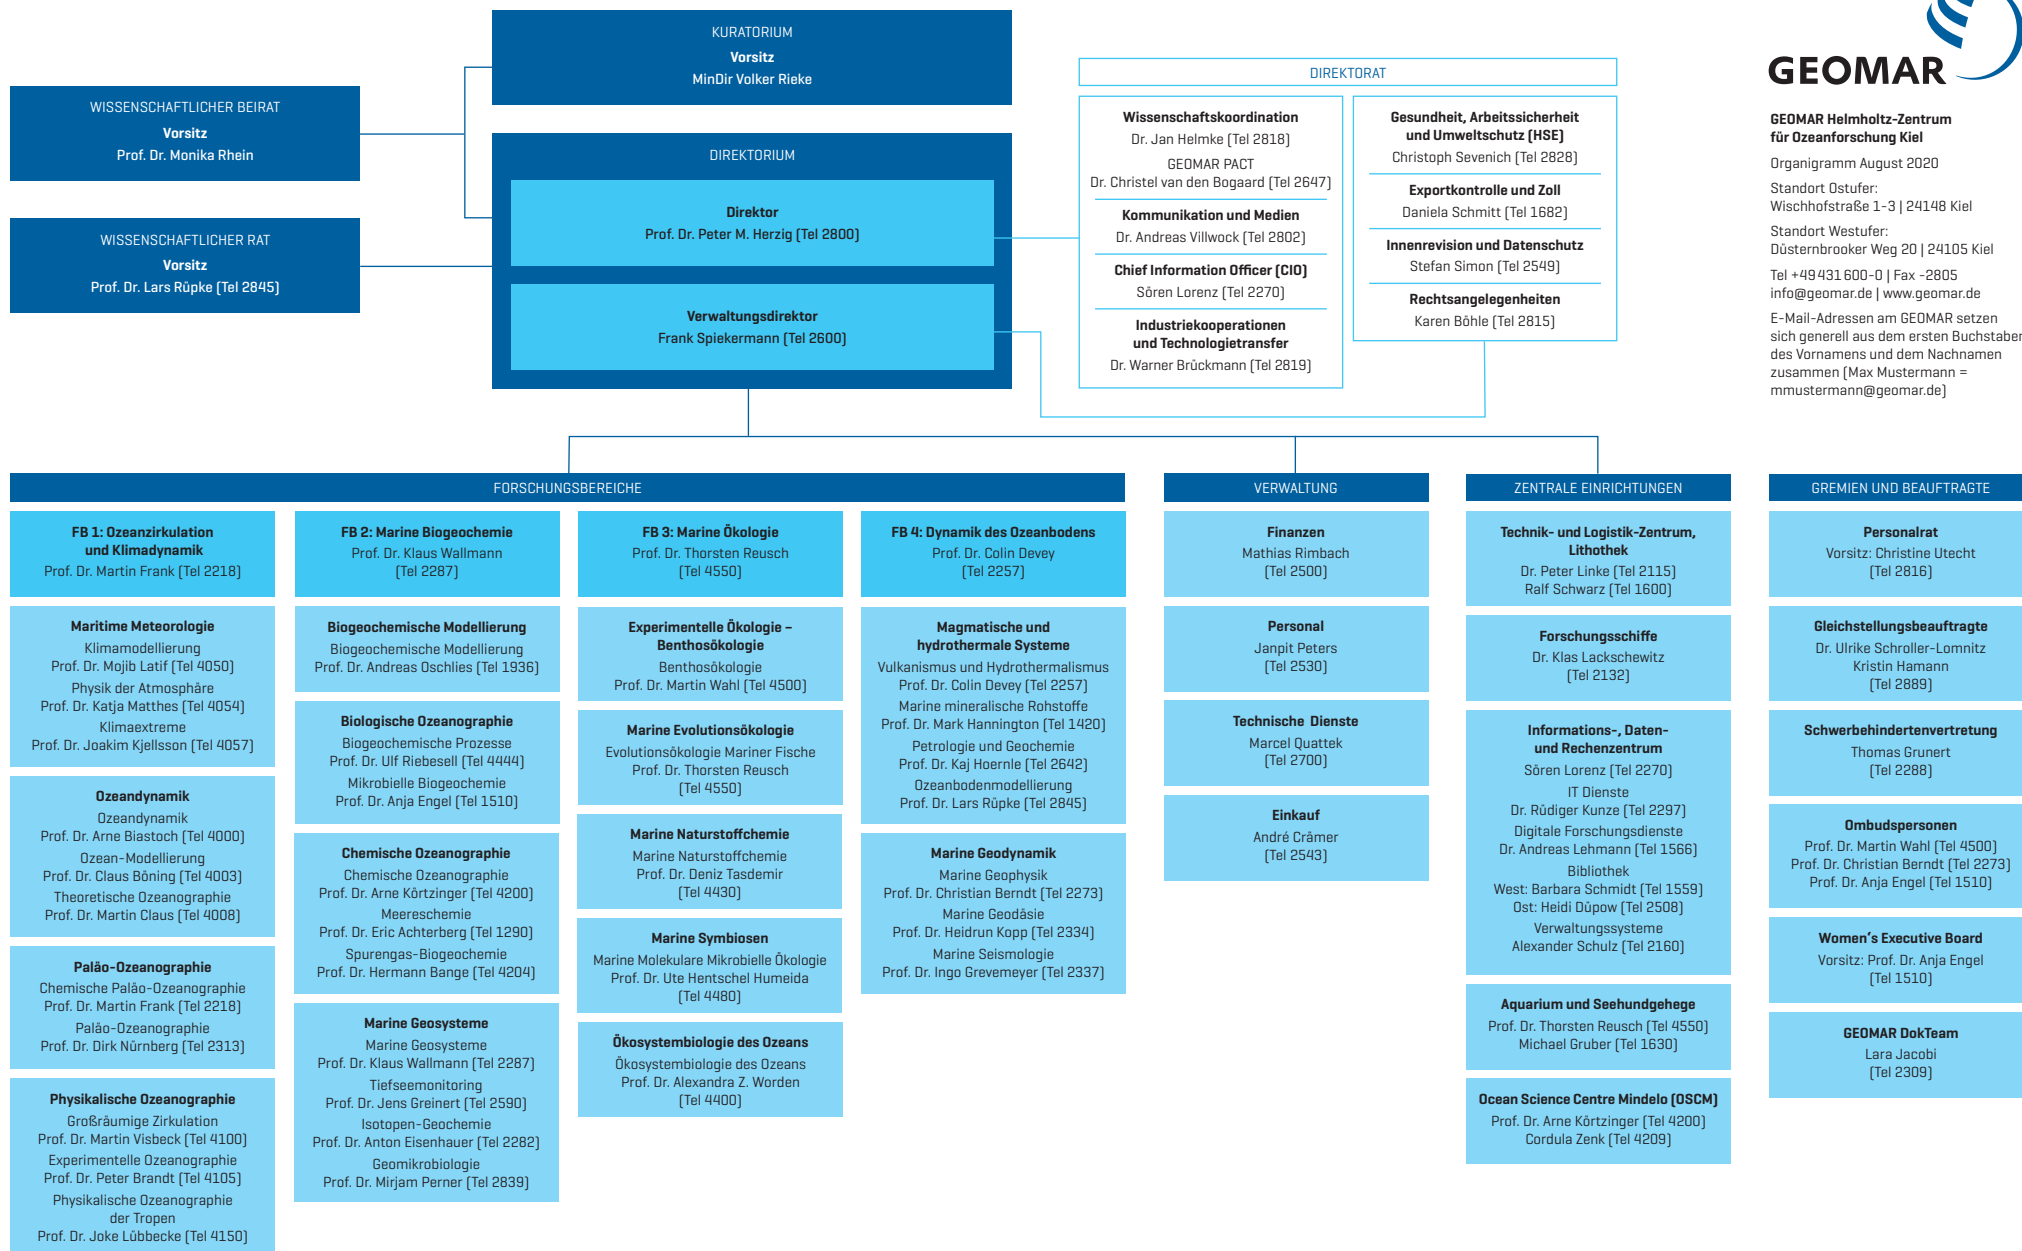 KURATORIUM
Vorsitz
MinDir Volker Rieke
WISSENSCHAFTLICHER BEIRAT
Vorsitz
Prof. Dr. Monika Rhein
WISSENSCHAFTLICHER RAT
Vorsitz
Prof. Dr. Lars Rüpke (Tel 2845)
DIREKTORIUM
Direktor
Prof. Dr. Peter M. Herzig (Tel 2800)
Verwaltungsdirektor
Frank Spiekermann (Tel 2600)
DIREKTORAT
Wissenschaftskoordination
Dr. Jan Helmke (Tel 2818)
GEOMAR PACT
Dr. Christel van den Bogaard (Tel 2647)
Kommunikation und Medien
Dr. Andreas Villwock (Tel 2802)
Chief Information Officer (CIO)
Sören Lorenz (Tel 2270)
Industriekooperationen
und Technologietransfer
Dr. Warner Brückmann (Tel 2819)
Gesundheit, Arbeitssicherheit
und Umweltschutz (HSE)
Christoph Sevenich (Tel 2828)
Exportkontrolle und Zoll
Daniela Schmitt (Tel 1682)
Innenrevision und Datenschutz
Stefan Simon (Tel 2549)
Rechtsangelegenheiten
Karen Böhle (Tel 2815)
GEOMAR
GEOMAR Helmholtz-Zentrum
für Ozeanforschung Kiel
Organigramm August 2020
Standort Ostufer:
Wischhofstraße 1-3 | 24148 Kiel
Standort Westufer:
Düsternbrooker Weg 20 | 24105 Kiel
Tel +49 431 600-0 | Fax -2805
info@geomar.de | www.geomar.de
E-Mail-Adressen am GEOMAR setzen
sich generell aus dem ersten Buchstaben
des Vornamens und dem Nachnamen
zusammen (Max Mustermann =
mmustermann@geomar.de)
FORSCHUNGSBEREICHE
FB 1: Ozeanzirkulation
und Klimadynamik
Prof. Dr. Martin Frank (Tel 2218)
Maritime Meteorologie
Klimamodellierung
Prof. Dr. Mojib Latif (Tel 4050)
Physik der Atmosphäre
Prof. Dr. Katja Matthes (Tel 4054)
Klimaextreme
Prof. Dr. Joakim Kjellsson (Tel 4057)
Ozeandynamik
Ozeandynamik
Prof. Dr. Arne Biastoch (Tel 4000)
Ozean-Modellierung
Prof. Dr. Claus Böning (Tel 4003)
Theoretische Ozeanographie
Prof. Dr. Martin Claus (Tel 4008)
Paläo-Ozeanographie
Chemische Paläo-Ozeanographie
Prof. Dr. Martin Frank (Tel 2218)
Paläo-Ozeanographie
Prof. Dr. Dirk Nürnberg (Tel 2313)
Physikalische Ozeanographie
Großräumige Zirkulation
Prof. Dr. Martin Visbeck (Tel 4100)
Experimentelle Ozeanographie
Prof. Dr. Peter Brandt (Tel 4105)
Physikalische Ozeanographie
der Tropen
Prof. Dr. Joke Lübbecke (Tel 4150)
FB 2: Marine Biogeochemie
Prof. Dr. Klaus Wallmann
(Tel 2287)
Biogeochemische Modellierung
Biogeochemische Modellierung
Prof. Dr. Andreas Oschlies (Tel 1936)
Biologische Ozeanographie
Biogeochemische Prozesse
Prof. Dr. Ulf Riebesell (Tel 4444)
Mikrobielle Biogeochemie
Prof. Dr. Anja Engel (Tel 1510)
Chemische Ozeanographie
Chemische Ozeanographie
Prof. Dr. Arne Körtzinger (Tel 4200)
Meereschemie
Prof. Dr. Eric Achterberg (Tel 1290)
Spurengas-Biogeochemie
Prof. Dr. Hermann Bange (Tel 4204)
Marine Geosysteme
Marine Geosysteme
Prof. Dr. Klaus Wallmann (Tel 2287)
Tiefseemonitoring
Prof. Dr. Jens Greinert (Tel 2590)
Isotopen-Geochemie
Prof. Dr. Anton Eisenhauer (Tel 2282)
Geomikrobiologie
Prof. Dr. Mirjam Perner (Tel 2839)
FB 3: Marine Ökologie
Prof. Dr. Thorsten Reusch
(Tel 4550)
Experimentelle Ökologie –
Benthosökologie
Benthosökologie
Prof. Dr. Martin Wahl (Tel 4500)
Marine Evolutionsökologie
Evolutionsökologie Mariner Fische
Prof. Dr. Thorsten Reusch
(Tel 4550)
Marine Naturstoffchemie
Marine Naturstoffchemie
Prof. Dr. Deniz Tasdemir
(Tel 4430)
Marine Symbiosen
Marine Molekulare Mikrobielle Ökologie
Prof. Dr. Ute Hentschel Humeida
(Tel 4480)
Ökosystembiologie des Ozeans
Ökosystembiologie des Ozeans
Prof. Dr. Alexandra Z. Worden
(Tel 4400)
FB 4: Dynamik des Ozeanbodens
Prof. Dr. Colin Devey
(Tel 2257)
Magmatische und
hydrothermale Systeme
Vulkanismus und Hydrothermalismus
Prof. Dr. Colin Devey (Tel 2257)
Marine mineralische Rohstoffe
Prof. Dr. Mark Hannington (Tel 1420)
Petrologie und Geochemie
Prof. Dr. Kaj Hoernle (Tel 2642)
Ozeanbodenmodellierung
Prof. Dr. Lars Rüpke (Tel 2845)
Marine Geodynamik
Marine Geophysik
Prof. Dr. Christian Berndt (Tel 2273)
Marine Geodäsie
Prof. Dr. Heidrun Kopp (Tel 2334)
Marine Seismologie
Prof. Dr. Ingo Grevemeyer (Tel 2337)
VERWALTUNG
Finanzen
Mathias Rimbach
(Tel 2500)
Personal
Janpit Peters
(Tel 2530)
Technische Dienste
Marcel Quattek
(Tel 2700)
Einkauf
André Crämer
(Tel 2543)
ZENTRALE EINRICHTUNGEN
Technik- und Logistik-Zentrum,
Lithothek
Dr. Peter Linke (Tel 2115)
Ralf Schwarz (Tel 1600)
Forschungsschiffe
Dr. Klas Lackschewitz
(Tel 2132)
Informations-, Daten-
und Rechenzentrum
Sören Lorenz (Tel 2270)
IT Dienste
Dr. Rüdiger Kunze (Tel 2297)
Digitale Forschungsdienste
Dr. Andreas Lehmann (Tel 1566)
Bibliothek
West: Barbara Schmidt (Tel 1559)
Ost: Heidi Düpow (Tel 2508)
Verwaltungssysteme
Alexander Schulz (Tel 2160)
Aquarium und Seehundgehege
Prof. Dr. Thorsten Reusch (Tel 4550)
Michael Gruber (Tel 1630)
Ocean Science Centre Mindelo (OSCM)
Prof. Dr. Arne Körtzinger (Tel 4200)
Cordula Zenk (Tel 4209)
GREMIEN UND BEAUFTRAGTE
Personalrat
Vorsitz: Christine Utecht
(Tel 2816)
Gleichstellungsbeauftragte
Dr. Ulrike Schroller-Lomnitz
Kristin Hamann
(Tel 2889)
Schwerbehindertenvertretung
Thomas Grunert
(Tel 2288)
Ombudspersonen
Prof. Dr. Martin Wahl (Tel 4500)
Prof. Dr. Christian Berndt (Tel 2273)
Prof. Dr. Anja Engel (Tel 1510)
Women's Executive Board
Vorsitz: Prof. Dr. Anja Engel
(Tel 1510)
GEOMAR DokTeam
Lara Jacobi
(Tel 2309)